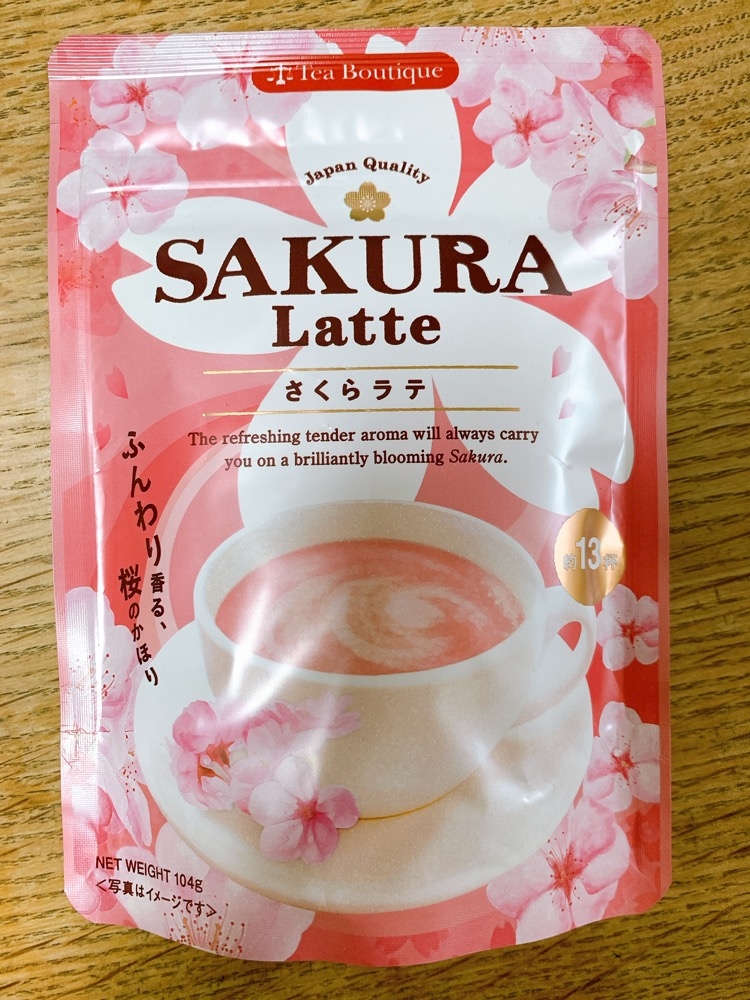 Tea Boutique
Japan Quality
SAKURA
Latte
さくらラテ
The refreshing tender aroma will always carry
you on a brilliantly blooming Sakura.
ふんわり香る、
桜のかほり
約13杯
NET WEIGHT 104g
<写真はイメージです>